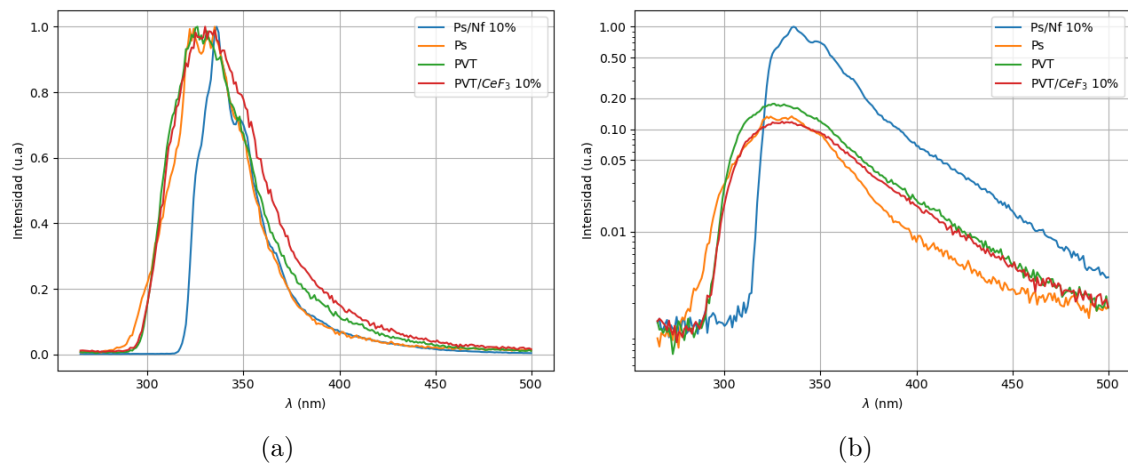 Ps/Nf 10%
Ps
PVT
PVT/CeF₃ 10%
1.0
0.8
0.6
0.4
0.2
0.0
Intensidad (u.a)
300 350 400 450 500
λ (nm)
(a)
Ps/Nf 10%
Ps
PVT
PVT/CeF₃ 10%
1.00
0.50
0.20
0.10
0.05
0.01
Intensidad (u.a)
300 350 400 450 500
λ (nm)
(b)